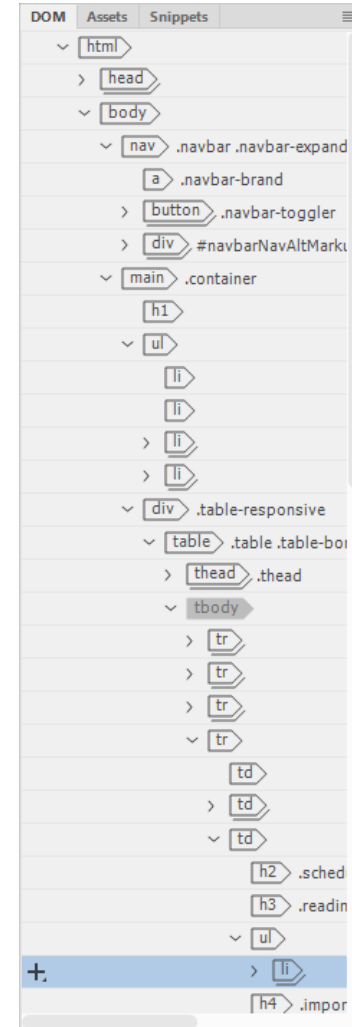 DOM Assets Snippets
html
head
body
nav .navbar .navbar-expand
a .navbar-brand
button .navbar-toggler
div #navbarNavAltMarku
main .container
h1
ul
li
li
li
li
div .table-responsive
table .table .table-bor
thead .thead
tbody
tr
tr
tr
tr
td
td
td
h2 .sched
h3 .readin
ul
li
h4 .impor